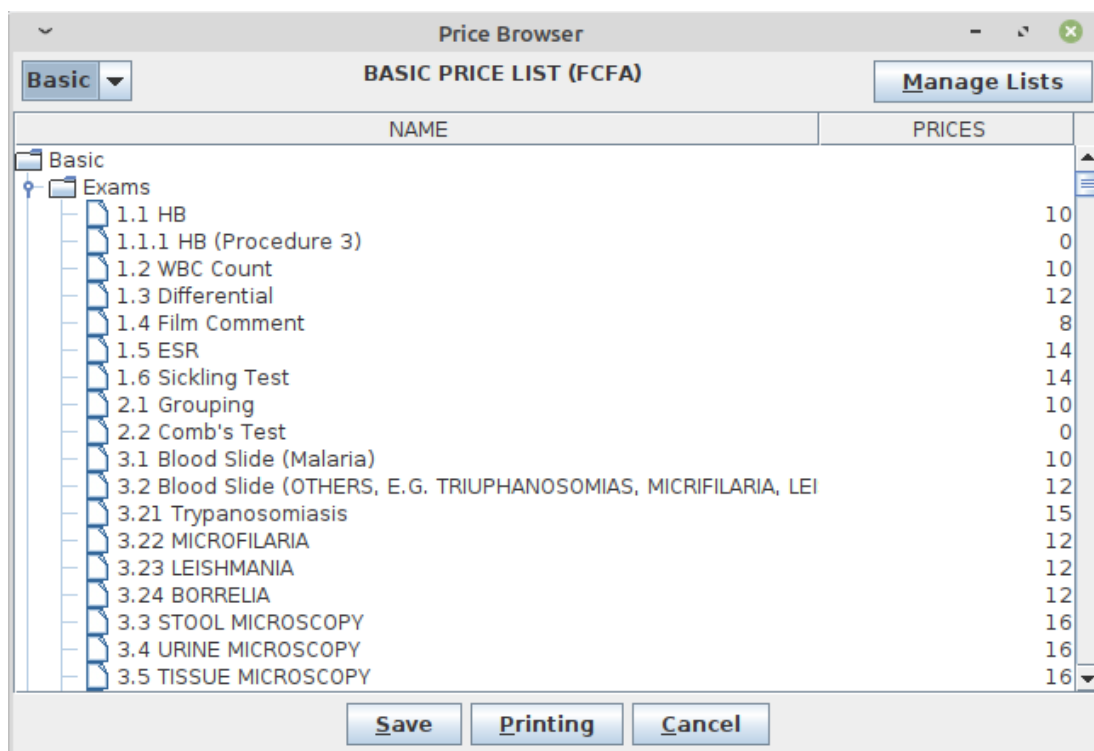 Price Browser
Basic BASIC PRICE LIST (FCFA) Manage Lists
NAME PRICES
Basic
Exams
1.1 HB 10
1.1.1 HB (Procedure 3) 0
1.2 WBC Count 10
1.3 Differential 12
1.4 Film Comment 8
1.5 ESR 14
1.6 Sickling Test 14
2.1 Grouping 10
2.2 Comb's Test 0
3.1 Blood Slide (Malaria) 10
3.2 Blood Slide (OTHERS, E.G. TRIUPHANOSOMIAS, MICRIFILARIA, LEI 12
3.21 Trypanosomiasis 15
3.22 MICROFILARIA 12
3.23 LEISHMANIA 12
3.24 BORRELIA 12
3.3 STOOL MICROSCOPY 16
3.4 URINE MICROSCOPY 16
3.5 TISSUE MICROSCOPY 16
Save Printing Cancel